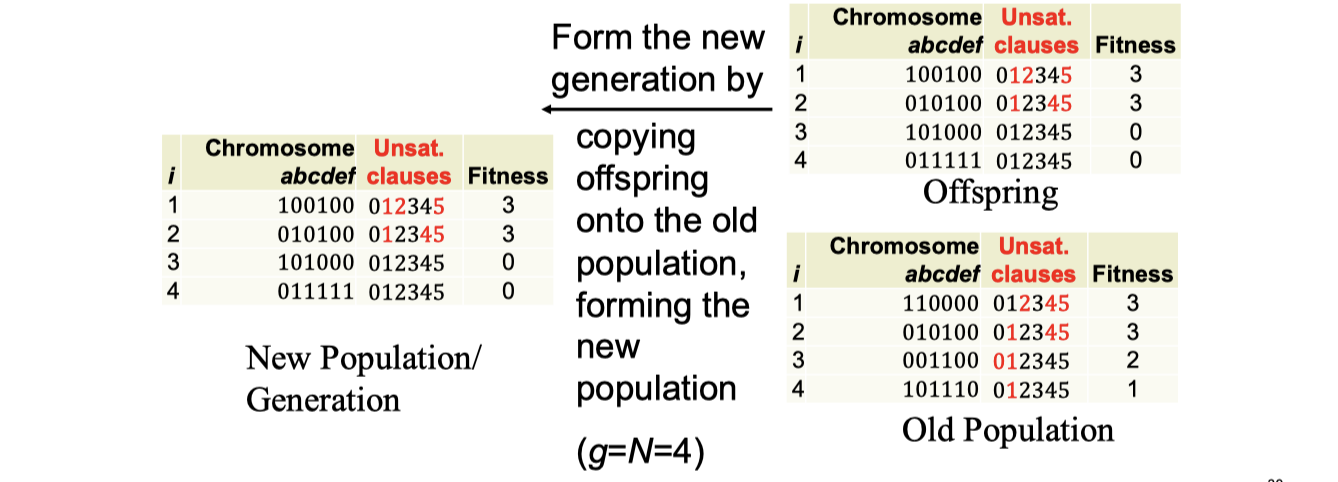 Form the new
generation by
copying
offspring
onto the old
population,
forming the
new
population
(g=N=4)
Chromosome Unsat.
i abcdef clauses Fitness
1 100100 012345 3
2 010100 012345 3
3 101000 012345 0
4 011111 012345 0
Offspring
Chromosome Unsat.
i abcdef clauses Fitness
1 100100 012345 3
2 010100 012345 3
3 101000 012345 0
4 011111 012345 0
New Population/
Generation
Chromosome Unsat.
i abcdef clauses Fitness
1 110000 012345 3
2 010100 012345 3
3 001100 012345 2
4 101110 012345 1
Old Population